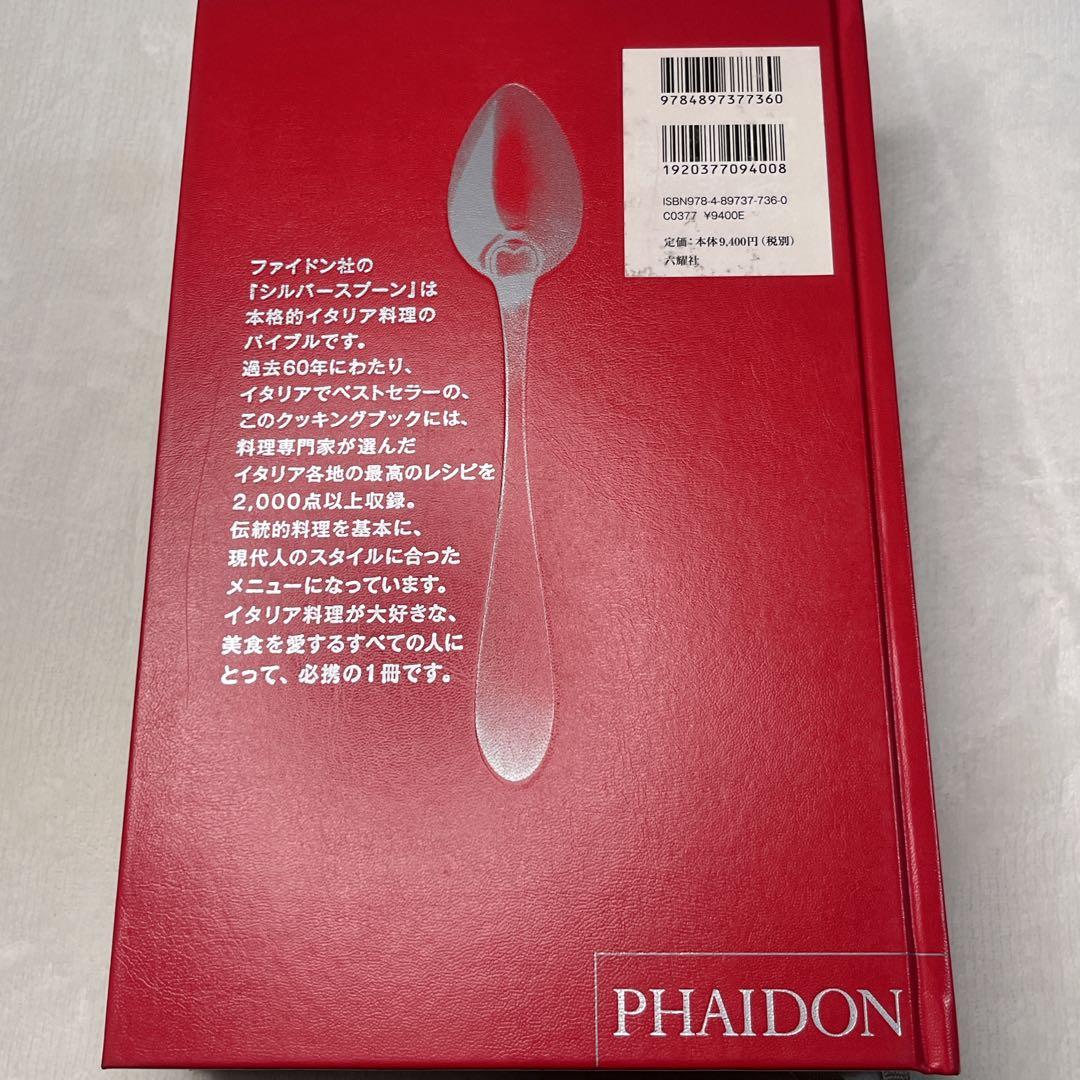 9784897377360
1920377094008
ISBN978-4-89737-736-0
C0377 ¥9400E
定価:本体9,400円(税別)
六耀社
ファイドン社の
『シルバースプーン』は
本格的イタリア料理の
バイブルです。
過去60年にわたり、
イタリアでベストセラーの、
このクッキングブックには、
料理専門家が選んだ
イタリア各地の最高のレシピを
2,000点以上収録。
伝統的料理を基本に、
現代人のスタイルに合った
メニューになっています。
イタリア料理が大好きな、
美食を愛するすべての人に
とって、必携の1冊です。
PHAIDON